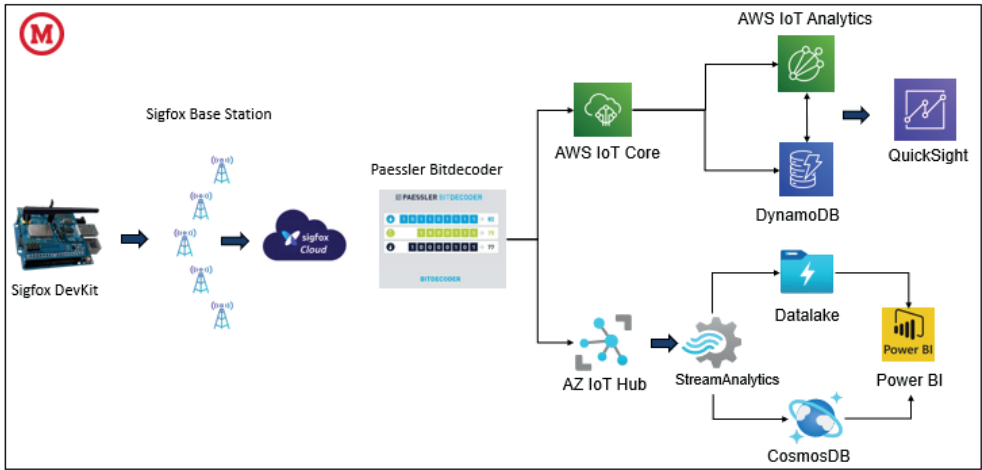 M
AWS IoT Analytics
Sigfox Base Station
AWS IoT Core
QuickSight
Paessler Bitdecoder
PAESSLER BITDECODER
BITDECODER
DynamoDB
sigfox
Cloud
Sigfox DevKit
Datalake
AZ IoT Hub
StreamAnalytics
Power BI
Power BI
CosmosDB